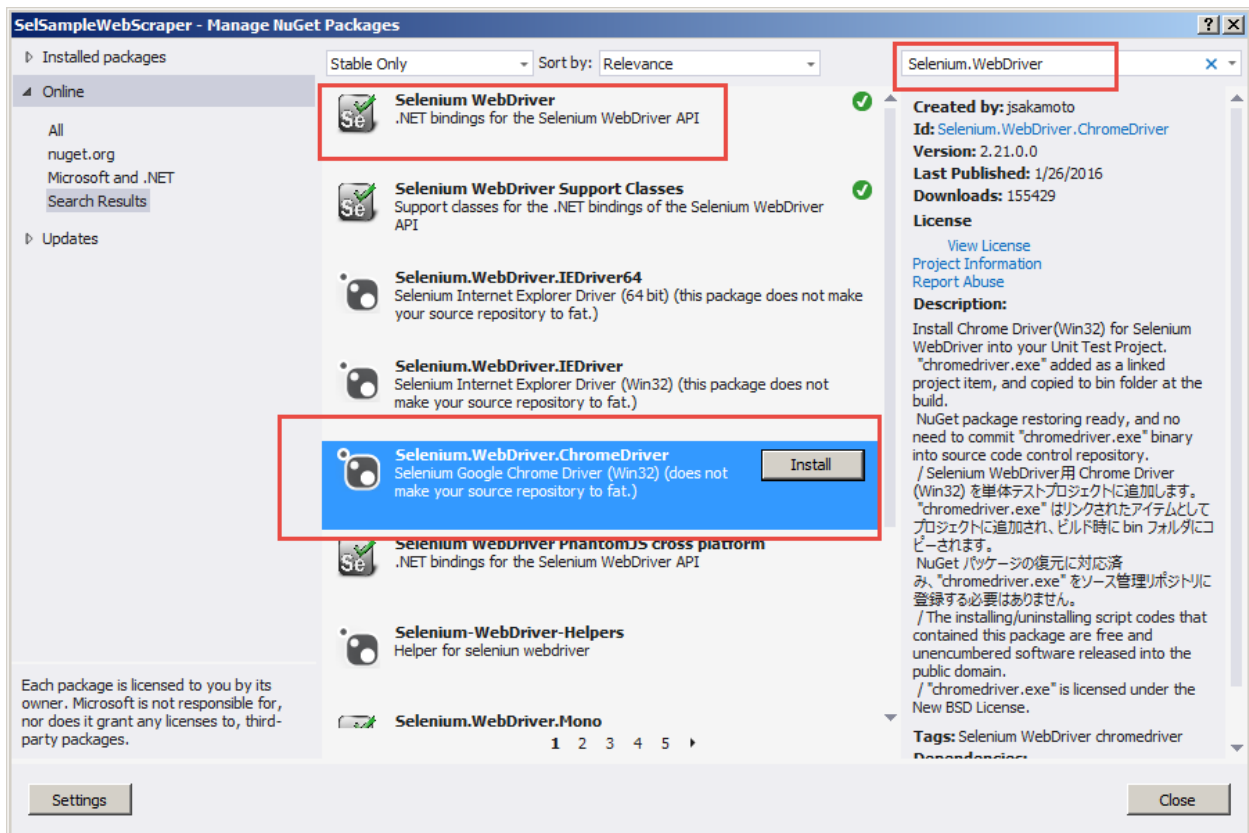 SelSampleWebScraper - Manage NuGet Packages
Installed packages
Online
All
nuget.org
Microsoft and .NET
Search Results
Updates
Each package is licensed to you by its
owner. Microsoft is not responsible for,
nor does it grant any licenses to, third-
party packages.
Settings
Stable Only
Sort by: Relevance
Selenium WebDriver
.NET bindings for the Selenium WebDriver API
Selenium WebDriver Support Classes
Support classes for the .NET bindings of the Selenium WebDriver
API
Selenium.WebDriver.IEDriver64
Selenium Internet Explorer Driver (64 bit) (this package does not make
your source repository to fat.)
Selenium.WebDriver.IEDriver
Selenium Internet Explorer Driver (Win32) (this package does not
make your source repository to fat.)
Selenium.WebDriver.ChromeDriver
Selenium Google Chrome Driver (Win32) (does not
make your source repository to fat.)
Install
Selenium WebDriver PhantomJS cross platform
.NET bindings for the Selenium WebDriver API
Selenium-WebDriver-Helpers
Helper for seleniun webdriver
Selenium.WebDriver.Mono
1 2 3 4 5
Selenium.WebDriver
Created by: jsakamoto
Id: Selenium.WebDriver.ChromeDriver
Version: 2.21.0.0
Last Published: 1/26/2016
Downloads: 155429
License
View License
Project Information
Report Abuse
Description:
Install Chrome Driver(Win32) for Selenium
WebDriver into your Unit Test Project.
"chromedriver.exe" added as a linked
project item, and copied to bin folder at the
build.
NuGet package restoring ready, and no
need to commit "chromedriver.exe" binary
into source code control repository.
/ Selenium WebDriver用 Chrome Driver
(Win32) を単体テストプロジェクトに追加します。
"chromedriver.exe" はリンクされたアイテムとして
プロジェクトに追加され、ビルド時に bin フォルダにコ
ピーされます。
NuGet パッケージの復元に対応済
み、"chromedriver.exe" をソース管理リポジトリに
登録する必要はありません。
/ The installing/uninstalling script codes that
contained this package are free and
unencumbered software released into the
public domain.
/ "chromedriver.exe" is licensed under the
New BSD License.
Tags: Selenium WebDriver chromedriver
Dependencies:
Close